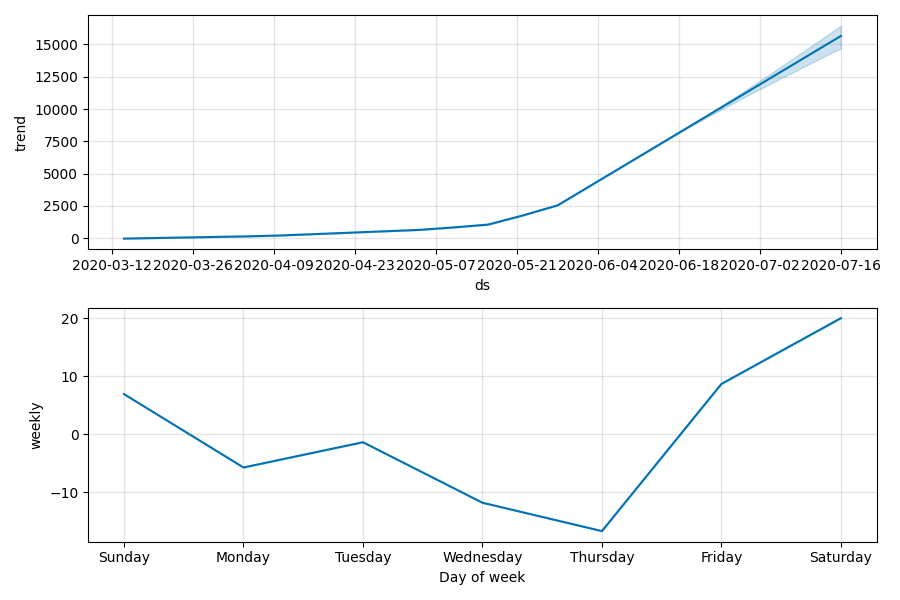 15000
12500
10000
7500
5000
2500
0
trend
2020-03-12 2020-03-26 2020-04-09 2020-04-23 2020-05-07 2020-05-21 2020-06-04 2020-06-18 2020-07-02 2020-07-16
ds
20
10
0
−10
weekly
Sunday Monday Tuesday Wednesday Thursday Friday Saturday
Day of week